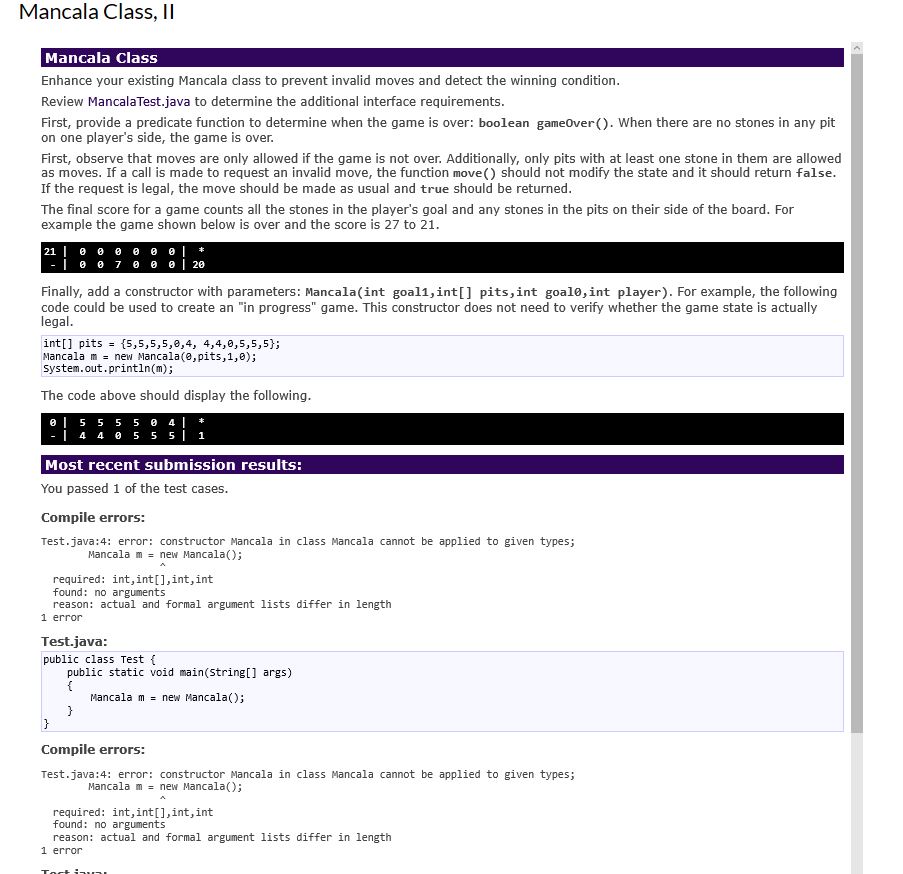 Mancala Class, II
Mancala Class
Enhance your existing Mancala class to prevent invalid moves and detect the winning condition.
Review MancalaTest.java to determine the additional interface requirements.
First, provide a predicate function to determine when the game is over: boolean gameOver(). When there are no stones in any pit
on one player's side, the game is over.
First, observe that moves are only allowed if the game is not over. Additionally, only pits with at least one stone in them are allowed
as moves. If a call is made to request an invalid move, the function move() should not modify the state and it should return false.
If the request is legal, the move should be made as usual and true should be returned.
The final score for a game counts all the stones in the player's goal and any stones in the pits on their side of the board. For
example the game shown below is over and the score is 27 to 21.
21 | 0 0 0 0 0 0 | *
- | 0 0 7 0 0 0 | 20
Finally, add a constructor with parameters: Mancala(int goal1,int[] pits,int goal0,int player). For example, the following
code could be used to create an "in progress" game. This constructor does not need to verify whether the game state is actually
legal.
int[] pits = {5,5,5,5,0,4, 4,4,0,5,5,5};
Mancala m = new Mancala(0,pits,1,0);
System.out.println(m);
The code above should display the following.
0 | 5 5 5 5 0 4 | *
- | 4 4 0 5 5 5 | 1
Most recent submission results:
You passed 1 of the test cases.
Compile errors:
Test.java:4: error: constructor Mancala in class Mancala cannot be applied to given types;
Mancala m = new Mancala();
^
required: int,int[],int,int
found: no arguments
reason: actual and formal argument lists differ in length
1 error
Test.java:
public class Test {
public static void main(String[] args)
{
Mancala m = new Mancala();
}
}
Compile errors:
Test.java:4: error: constructor Mancala in class Mancala cannot be applied to given types;
Mancala m = new Mancala();
^
required: int,int[],int,int
found: no arguments
reason: actual and formal argument lists differ in length
1 error
Test.java: